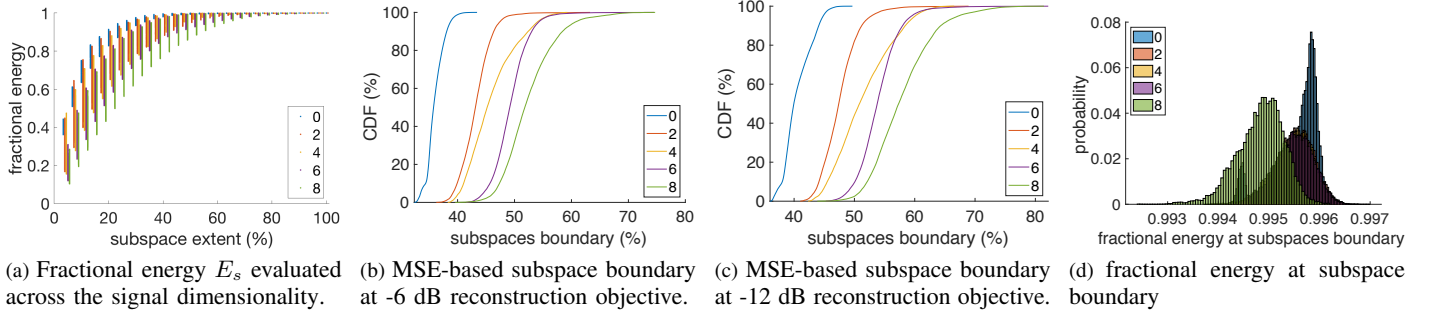 1
0.8
0.6
0.4
0.2
0
fractional energy
0 20 40 60 80 100
subspace extent (%)
0
2
4
6
8
(a) Fractional energy E_s evaluated
across the signal dimensionality.
100
80
60
40
20
0
CDF (%)
40 50 60 70 80
subspaces boundary (%)
0
2
4
6
8
(b) MSE-based subspace boundary
at -6 dB reconstruction objective.
100
80
60
40
20
0
CDF (%)
40 50 60 70 80
subspaces boundary (%)
0
2
4
6
8
(c) MSE-based subspace boundary
at -12 dB reconstruction objective.
0.08
0.06
0.04
0.02
0
probability
0.993 0.994 0.995 0.996 0.997
fractional energy at subspaces boundary
0
2
4
6
8
(d) fractional energy at subspace
boundary